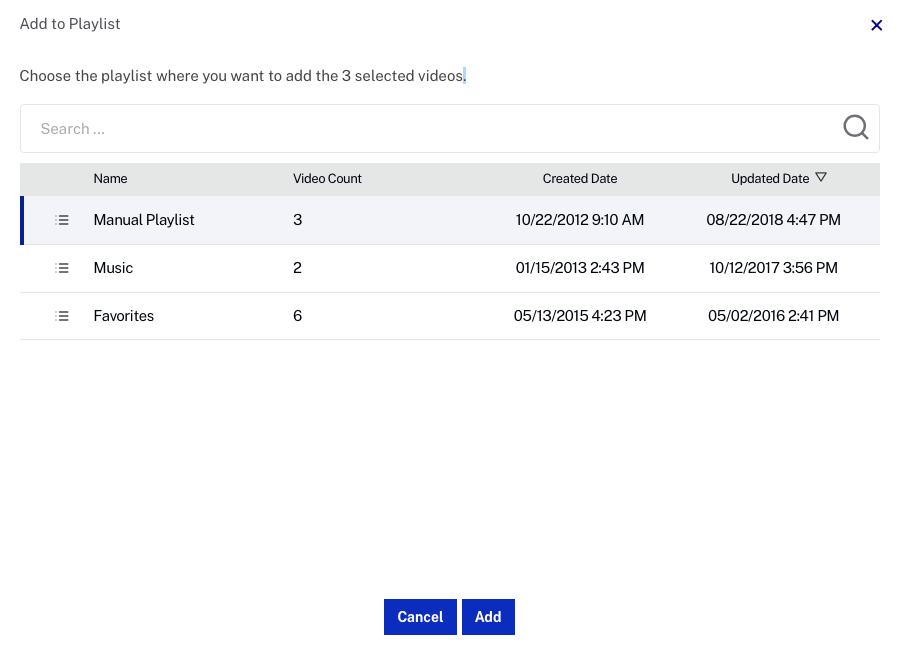 Add to Playlist
Choose the playlist where you want to add the 3 selected videos.
Search ...
Name Video Count Created Date Updated Date
Manual Playlist 3 10/22/2012 9:10 AM 08/22/2018 4:47 PM
Music 2 01/15/2013 2:43 PM 10/12/2017 3:56 PM
Favorites 6 05/13/2015 4:23 PM 05/02/2016 2:41 PM
Cancel Add